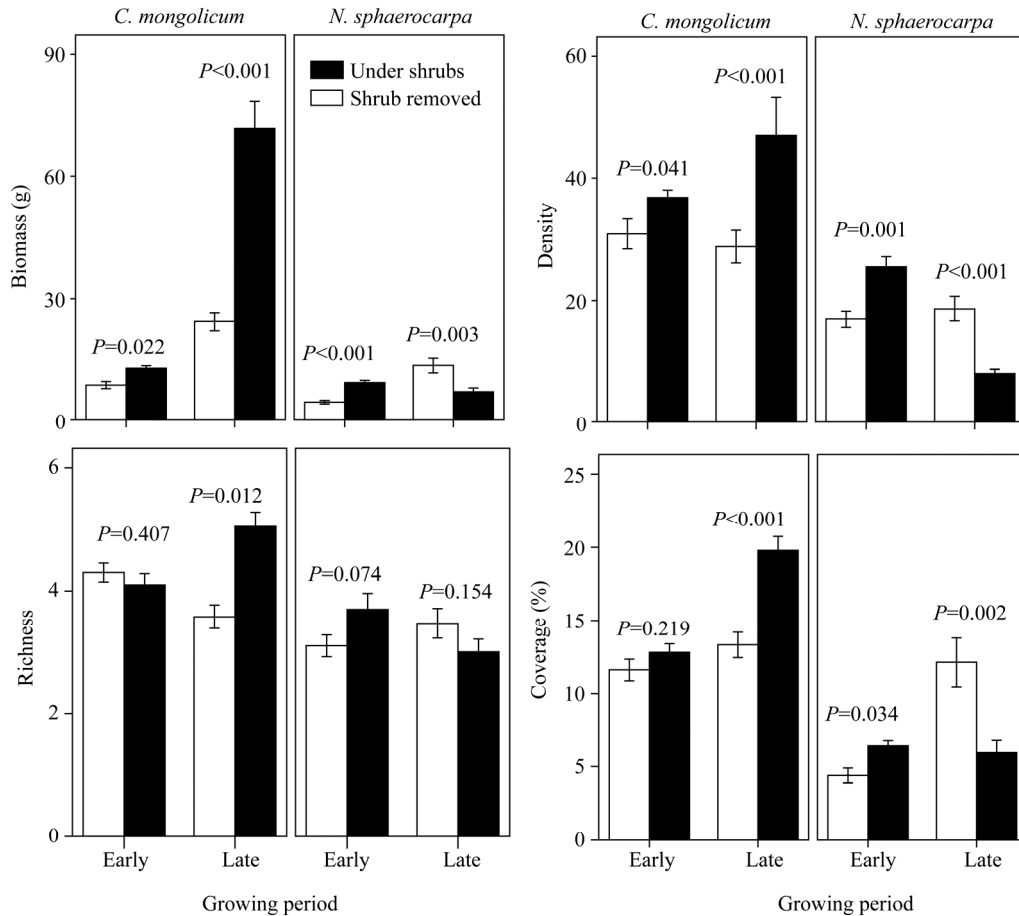 C. mongolicum
N. sphaerocarpa
Biomass (g)
90
60
30
0
P=0.022
P<0.001
Under shrubs
Shrub removed
P<0.001
P=0.003
C. mongolicum
N. sphaerocarpa
Density
60
40
20
0
P=0.041
P<0.001
P=0.001
P<0.001
Richness
6
4
2
0
P=0.407
P=0.012
P=0.074
P=0.154
Early
Late
Early
Late
Growing period
Coverage (%)
25
20
15
10
5
0
P=0.219
P<0.001
P=0.034
P=0.002
Early
Late
Early
Late
Growing period